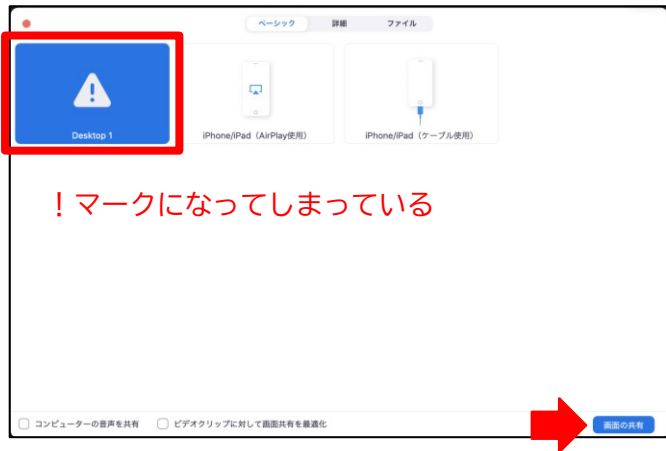 ベーシック 詳細 ファイル
Desktop 1 iPhone/iPad（AirPlay使用） iPhone/iPad（ケーブル使用）
！マークになってしまっている
コンピューターの音声を共有 ビデオクリップに対して画面共有を最適化 画面の共有